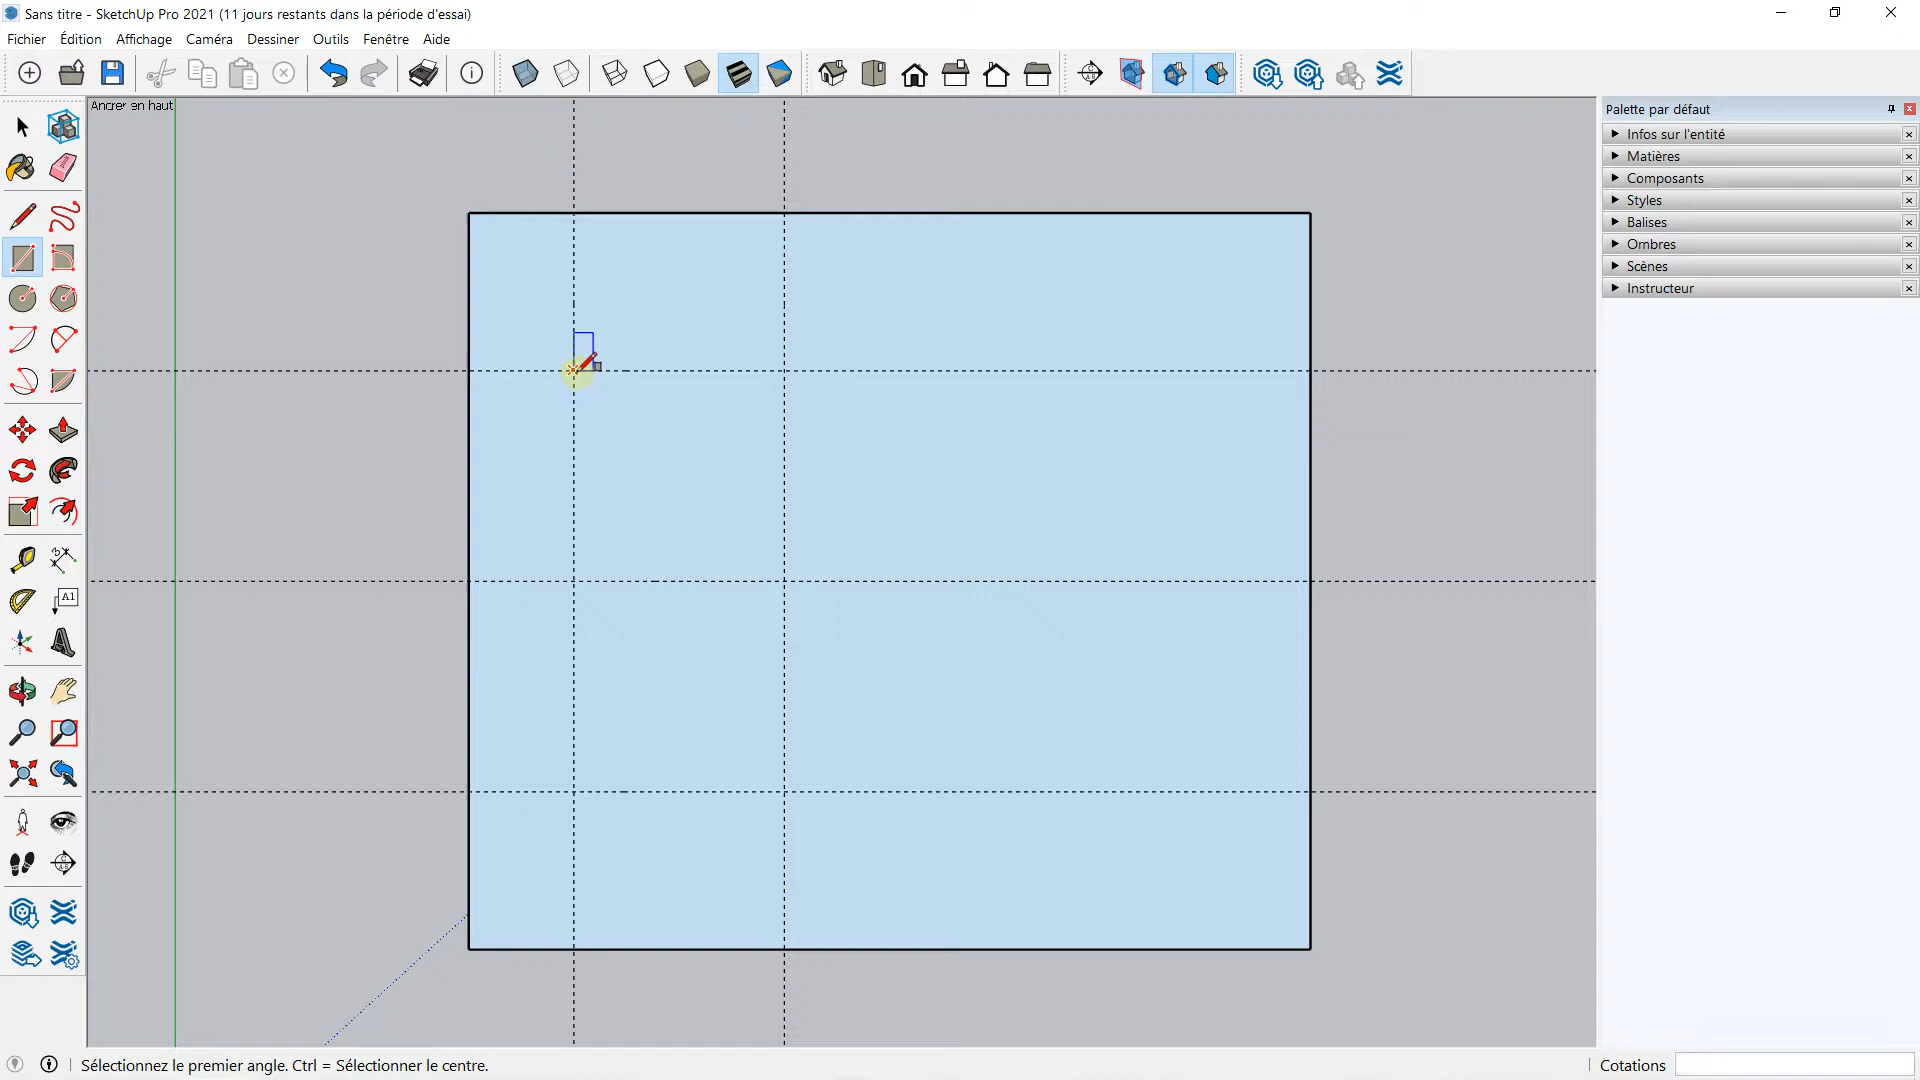 Sans titre - SketchUp Pro 2021 (11 jours restants dans la période d'essai)
Fichier Édition Affichage Caméra Dessiner Outils Fenêtre Aide
Ancrer en haut
Palette par défaut
Infos sur l'entité
Matières
Composants
Styles
Balises
Ombres
Scènes
Instructeur
A1
Sélectionnez le premier angle. Ctrl = Sélectionner le centre.
Cotations